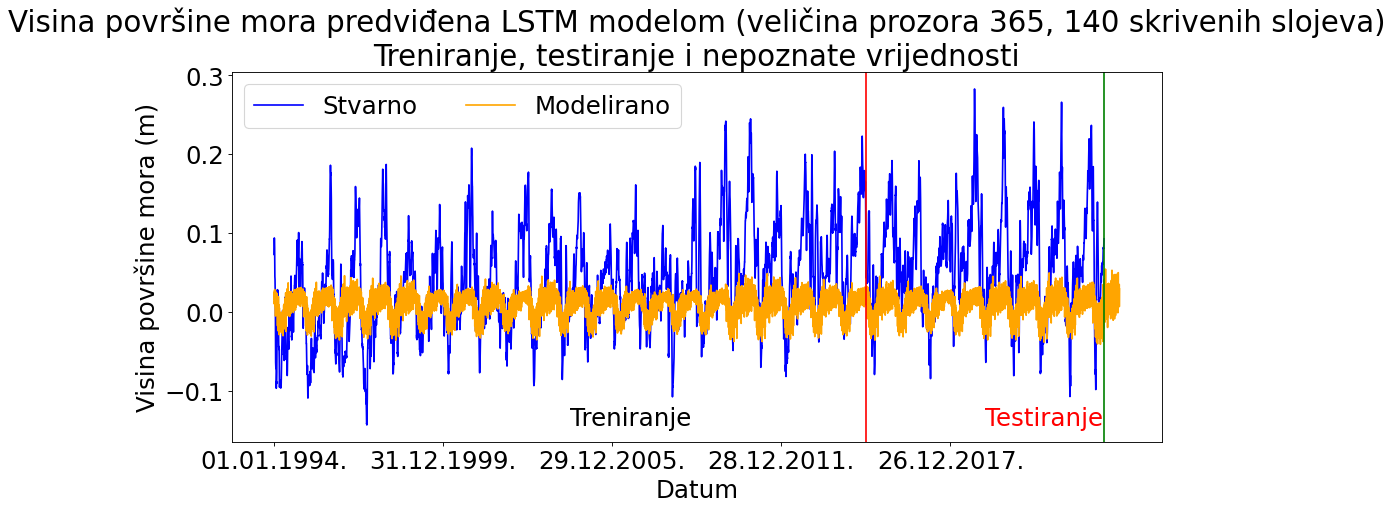 Visina površine mora predviđena LSTM modelom (veličina prozora 365, 140 skrivenih slojeva)
Treniranje, testiranje i nepoznate vrijednosti
Stvarno
Modelirano
Visina površine mora (m)
0.3
0.2
0.1
0.0
−0.1
Treniranje
Testiranje
01.01.1994.
31.12.1999.
29.12.2005.
28.12.2011.
26.12.2017.
Datum